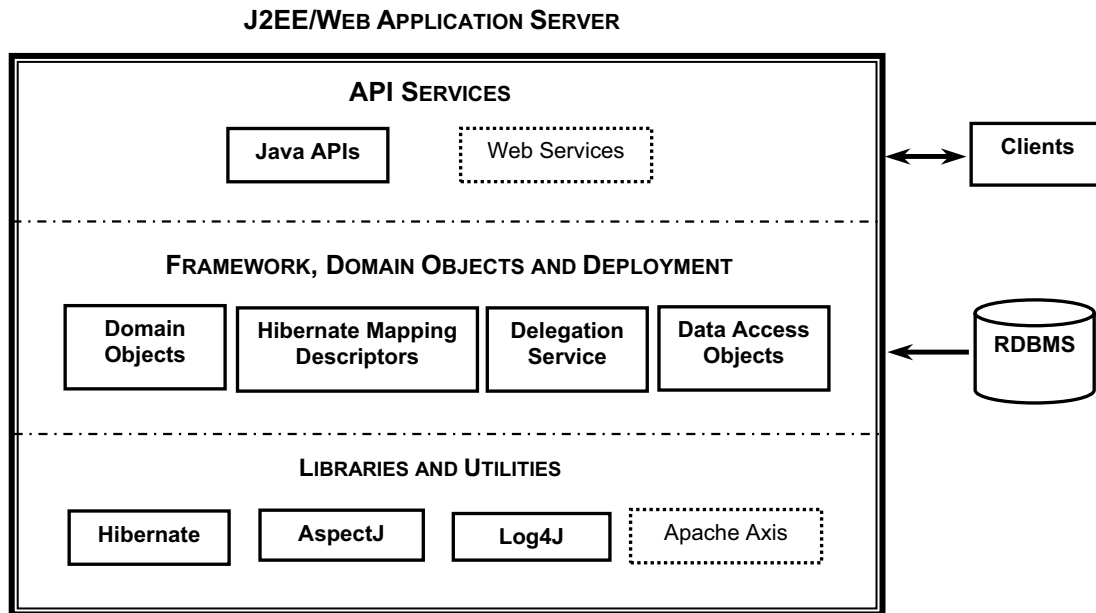 J2EE/WEB APPLICATION SERVER
API SERVICES
Java APIs
Web Services
Clients
FRAMEWORK, DOMAIN OBJECTS AND DEPLOYMENT
Domain
Objects
Hibernate Mapping
Descriptors
Delegation
Service
Data Access
Objects
RDBMS
LIBRARIES AND UTILITIES
Hibernate
AspectJ
Log4J
Apache Axis